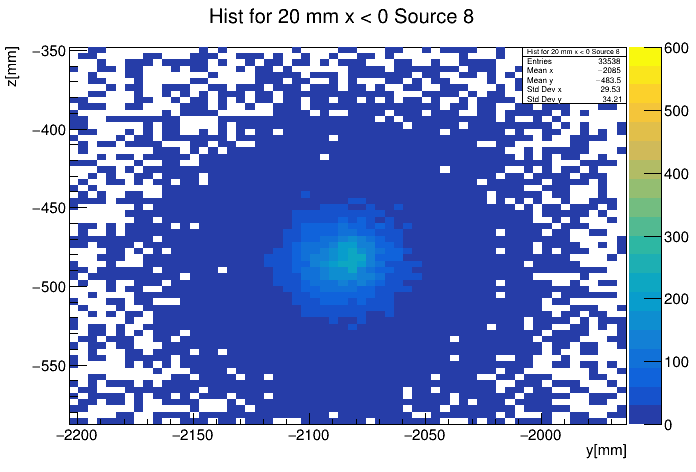 Hist for 20 mm x < 0 Source 8
z[mm]
Hist for 20 mm x < 0 Source 8
Entries 33538
Mean x −2085
Mean y −483.5
Std Dev x 29.53
Std Dev y 34.21
−350
−400
−450
−500
−550
600
500
400
300
200
100
0
−2200 −2150 −2100 −2050 −2000
y[mm]